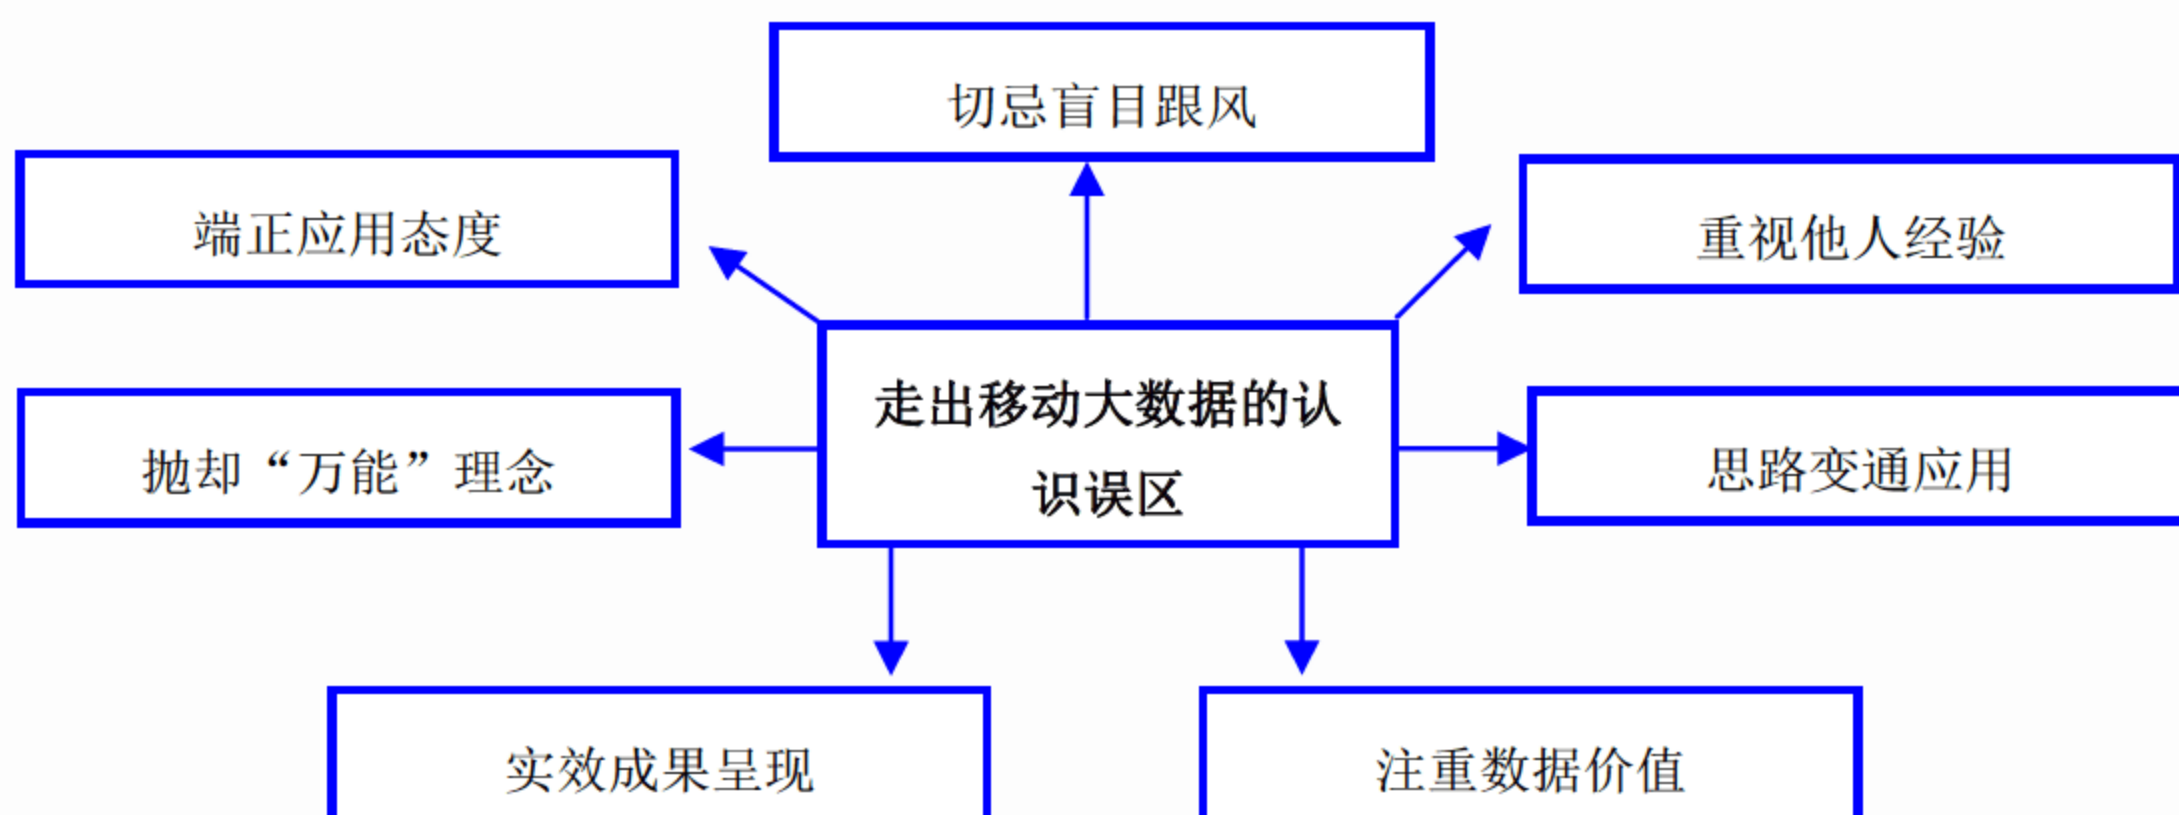 切忌盲目跟风
端正应用态度
重视他人经验
走出移动大数据的认
识误区
抛却“万能”理念
思路变通应用
实效成果呈现
注重数据价值